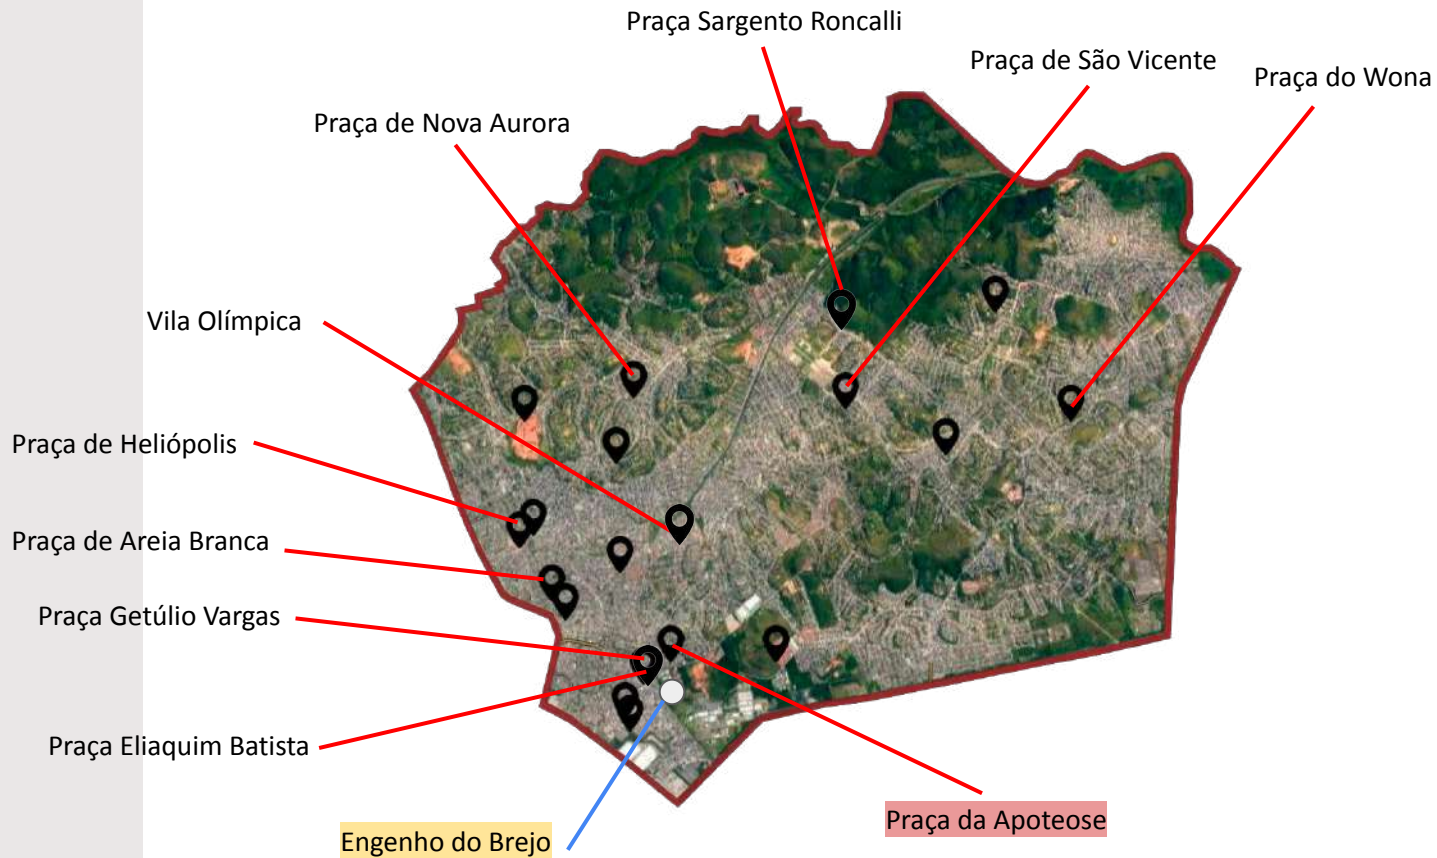 Praça Sargento Roncalli
Praça de São Vicente
Praça do Wona
Praça de Nova Aurora
Vila Olímpica
Praça de Heliópolis
Praça de Areia Branca
Praça Getúlio Vargas
Praça Eliaquim Batista
Praça da Apoteose
Engenho do Brejo